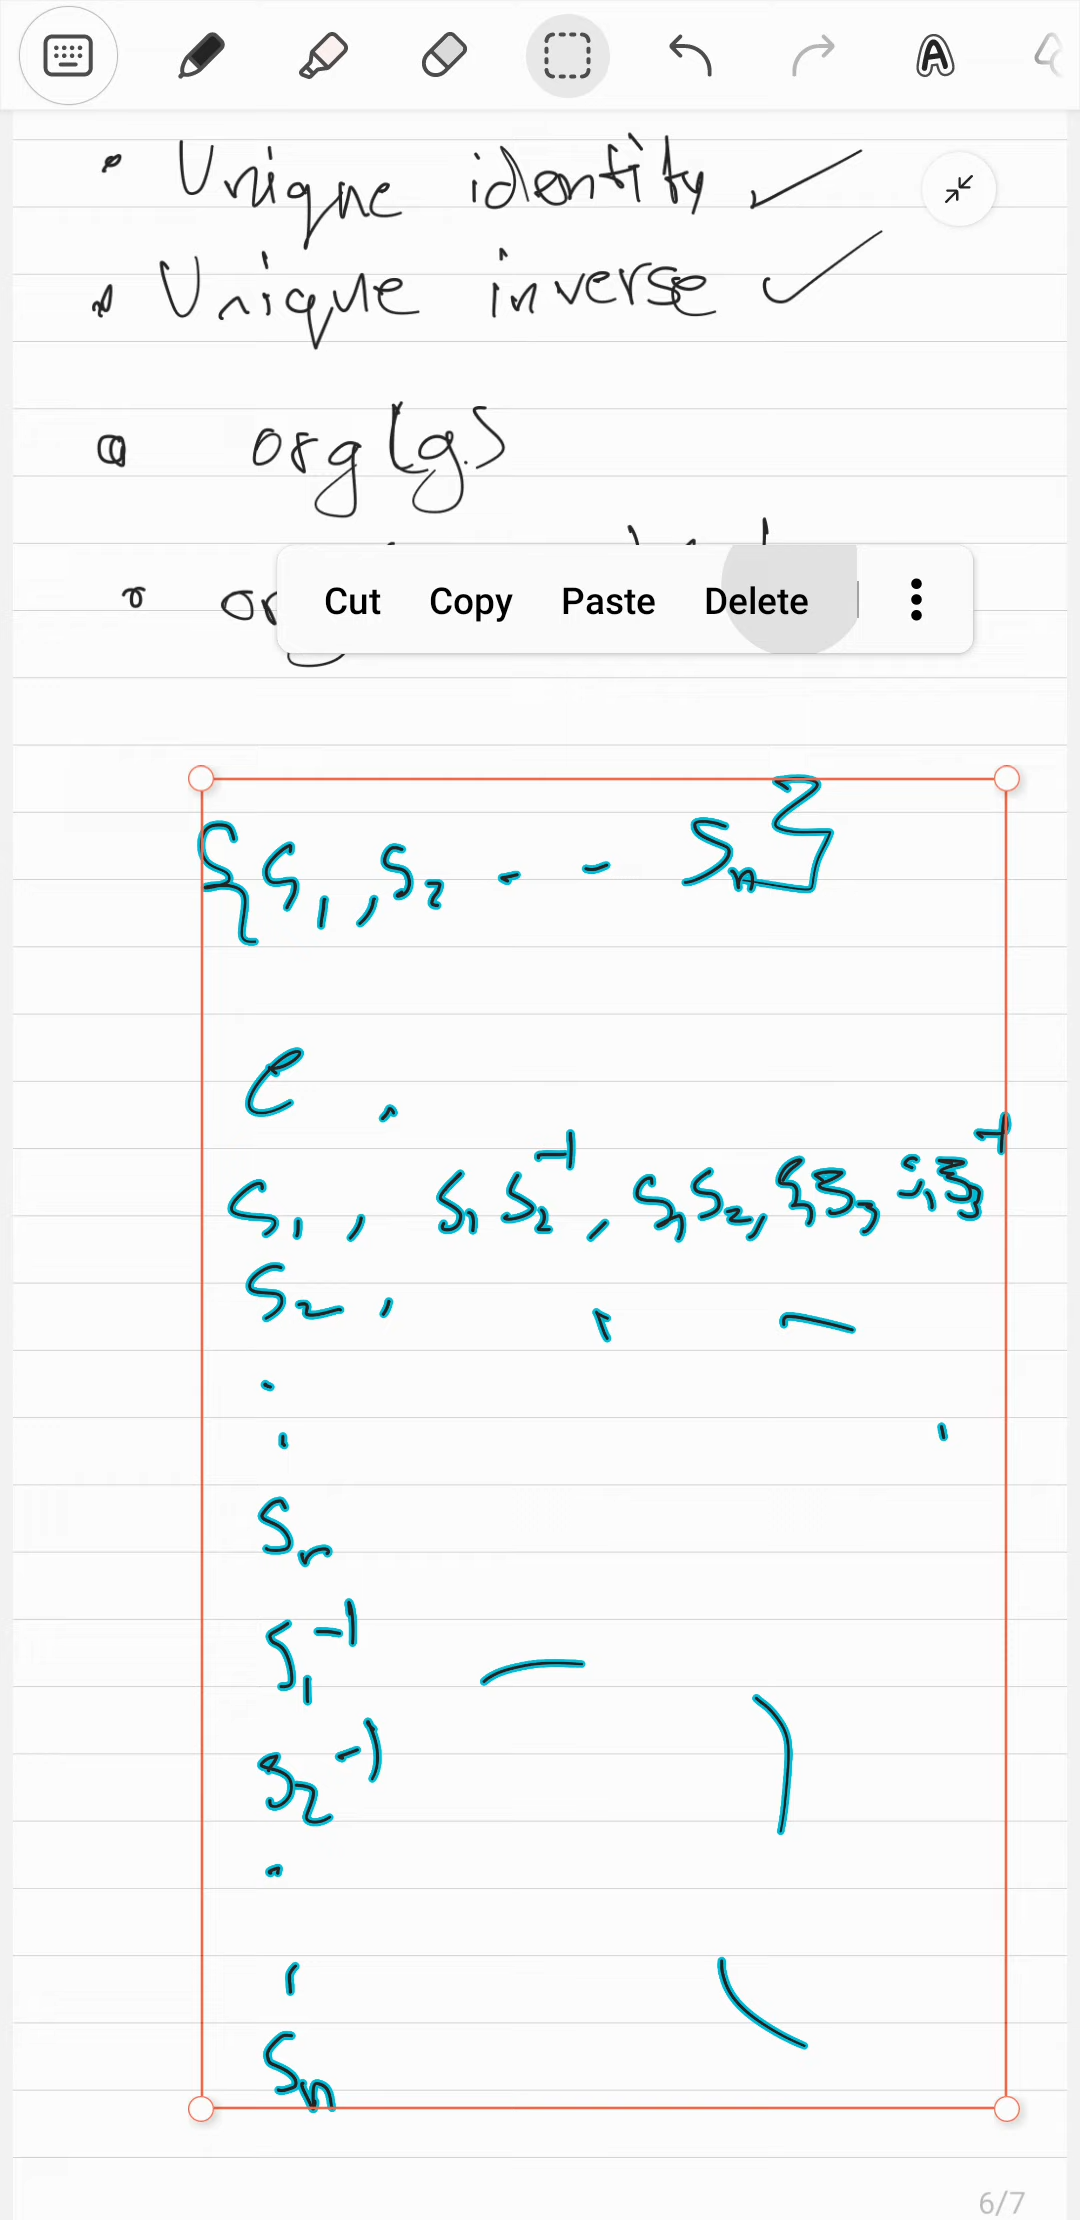 • Unique identity ✓
• Unique inverse ✓
• org(g)
Cut Copy Paste Delete
{S₁, S₂ - - Sₙ}
e .
S₁, S₁S₂⁻¹, S₁S₂,
S₂,
.
.
Sₙ
S₁⁻¹
S₂⁻¹
.
Sₙ
6/7